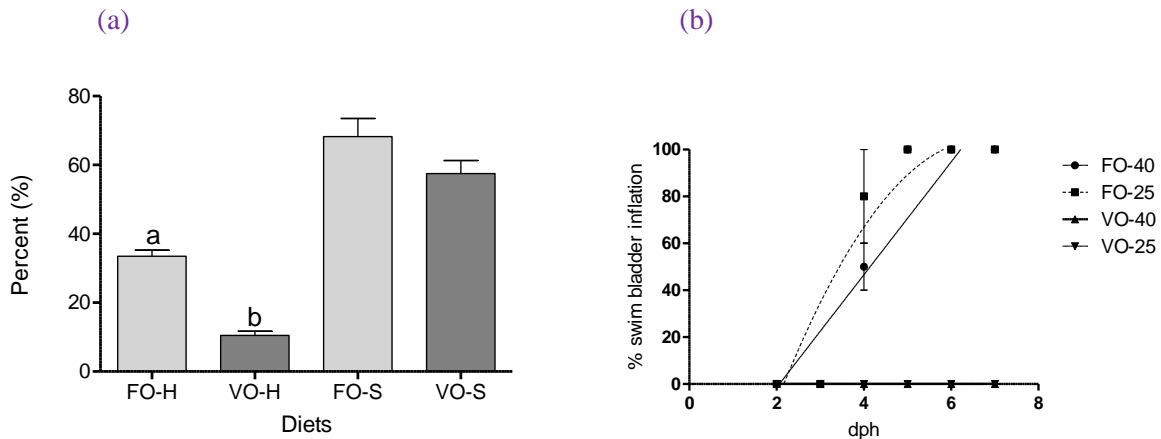 (a)
80
60
40
20
0
Percent (%)
a
b
FO-H VO-H FO-S VO-S
Diets
(b)
100
80
60
40
20
0
% swim bladder inflation
0 2 4 6 8
dph
FO-40
FO-25
VO-40
VO-25